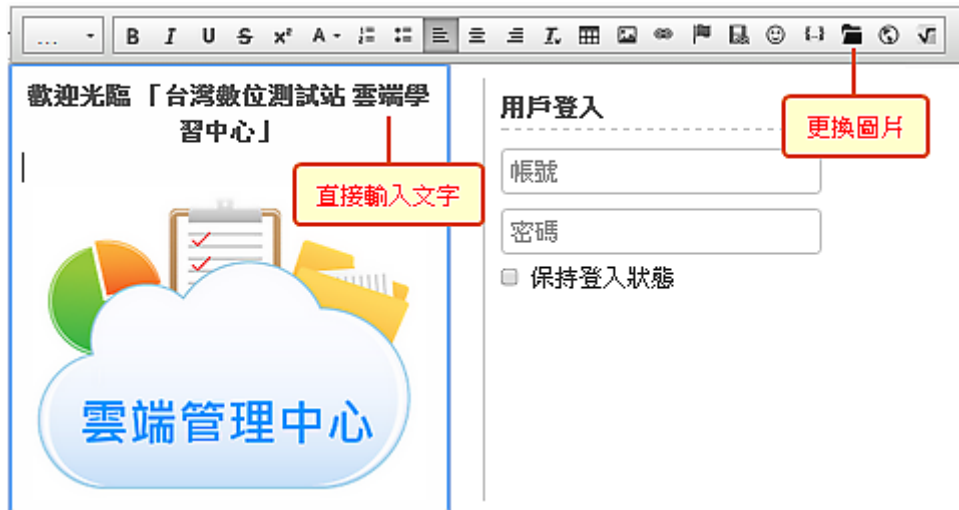 ... B I U S x² A
歡迎光臨「台灣數位測試站 雲端學
習中心」
直接輸入文字
雲端管理中心
更換圖片
用戶登入
帳號
密碼
保持登入狀態